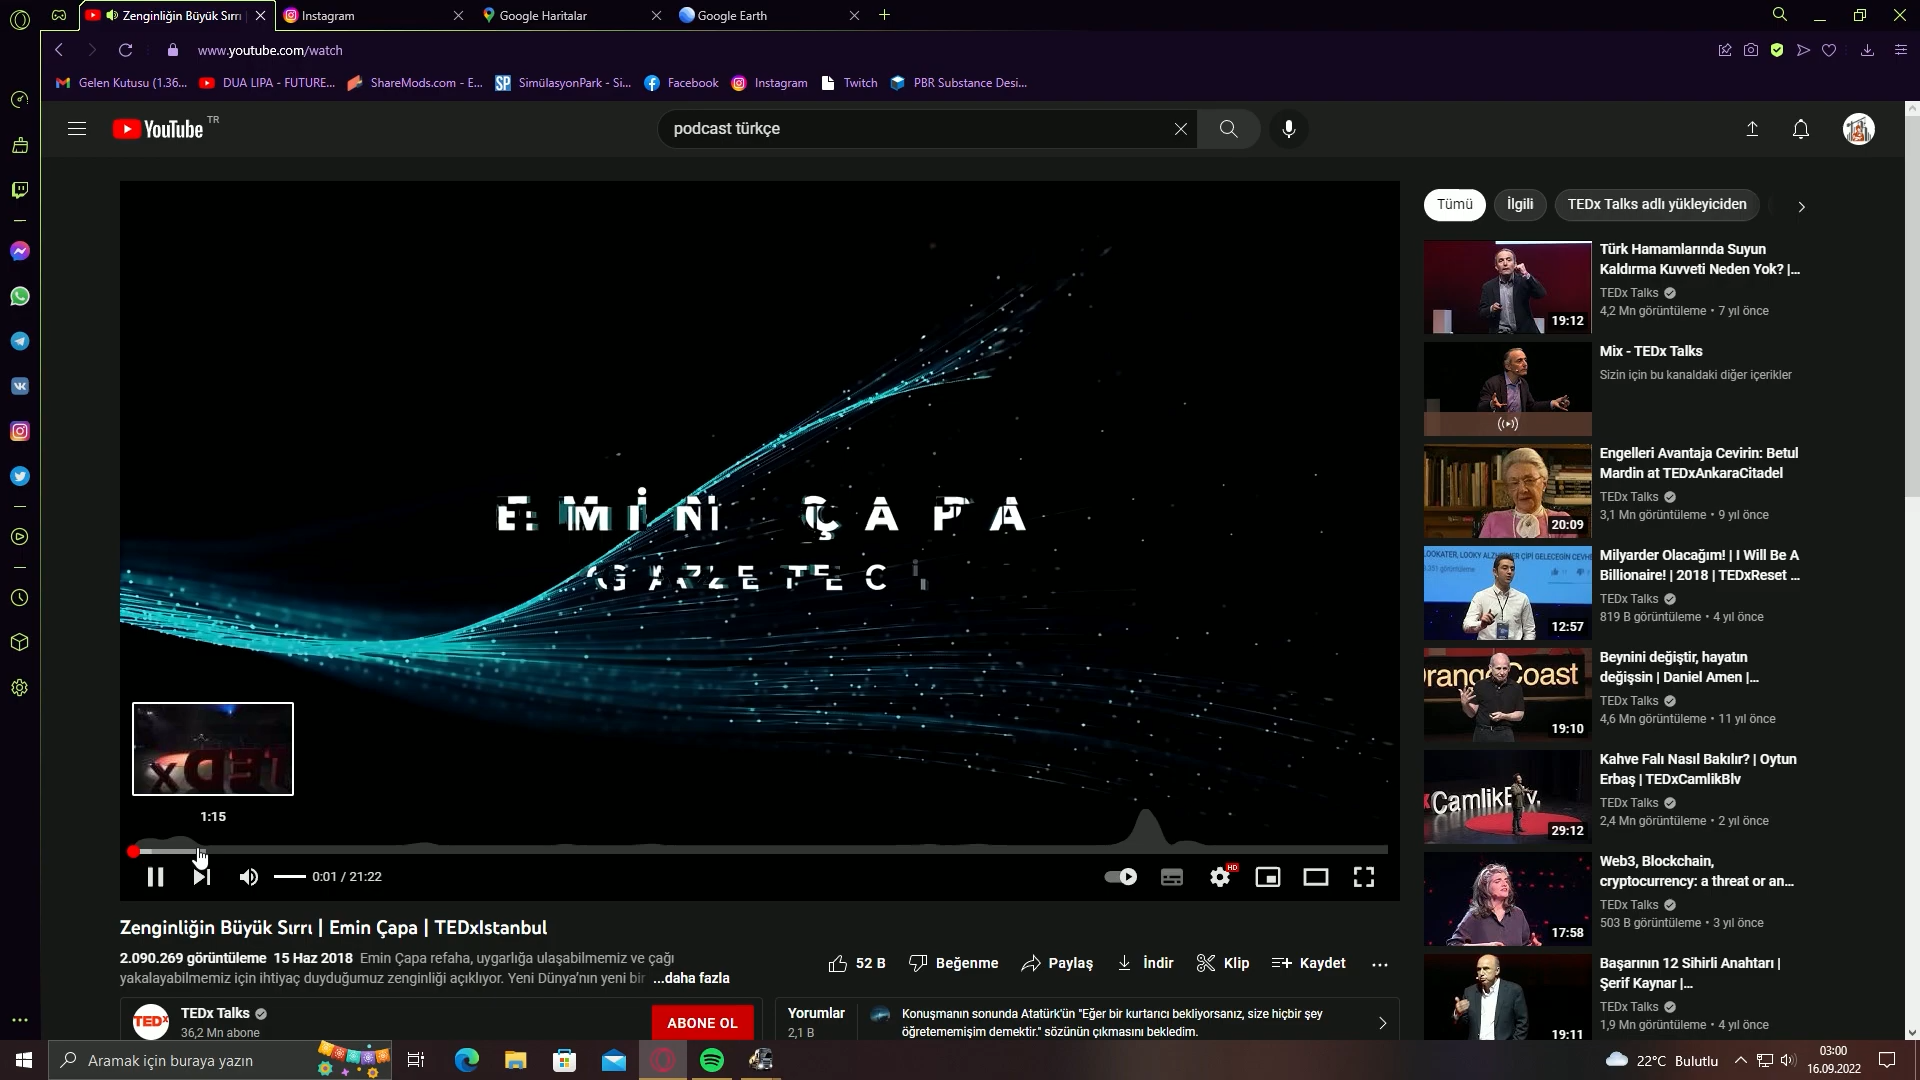 Zenginliğin Büyük Sırrı
Instagram
Google Haritalar
Google Earth
www.youtube.com/watch
Gelen Kutusu (1.36...
DUA LIPA - FUTURE...
ShareMods.com - E...
SimülasyonPark - Si...
Facebook
Instagram
Twitch
PBR Substance Desi...
YouTube TR
podcast türkçe
EMİN ÇAPA
GAZETECİ
1:15
0:01 / 21:22
HD
Zenginliğin Büyük Sırrı | Emin Çapa | TEDxIstanbul
2.090.269 görüntüleme 15 Haz 2018 Emin Çapa refaha, uygarlığa ulaşabilmemiz ve çağı
yakalayabilmemiz için ihtiyaç duyduğumuz zenginliği açıklıyor. Yeni Dünya'nın yeni bir ...daha fazla
52 B
Beğenme
Paylaş
İndir
Klip
Kaydet
TEDx
TEDx Talks
36,2 Mn abone
ABONE OL
Yorumlar
2,1 B
Konuşmanın sonunda Atatürk'ün "Eğer bir kurtarıcı bekliyorsanız, size hiçbir şey
öğretememişim demektir." sözünün çıkmasını bekledim.
Tümü
İlgili
TEDx Talks adlı yükleyiciden
Türk Hamamlarında Suyun
Kaldırma Kuvveti Neden Yok? |...
TEDx Talks
4,2 Mn görüntüleme • 7 yıl önce
19:12
Mix - TEDx Talks
Sizin için bu kanaldaki diğer içerikler
Engelleri Avantaja Cevirin: Betul
Mardin at TEDxAnkaraCitadel
TEDx Talks
3,1 Mn görüntüleme • 9 yıl önce
20:09
Milyarder Olacağım! | I Will Be A
Billionaire! | 2018 | TEDxReset ...
TEDx Talks
819 B görüntüleme • 4 yıl önce
12:57
Beynini değiştir, hayatın
değişsin | Daniel Amen |...
TEDx Talks
4,6 Mn görüntüleme • 11 yıl önce
19:10
Kahve Falı Nasıl Bakılır? | Oytun
Erbaş | TEDxCamlikBlv
TEDx Talks
2,4 Mn görüntüleme • 2 yıl önce
29:12
Web3, Blockchain,
cryptocurrency: a threat or an...
TEDx Talks
503 B görüntüleme • 3 yıl önce
17:58
Başarının 12 Sihirli Anahtarı |
Şerif Kaynar |...
TEDx Talks
1,9 Mn görüntüleme • 4 yıl önce
19:11
Aramak için buraya yazın
22°C Bulutlu
03:00
16.09.2022